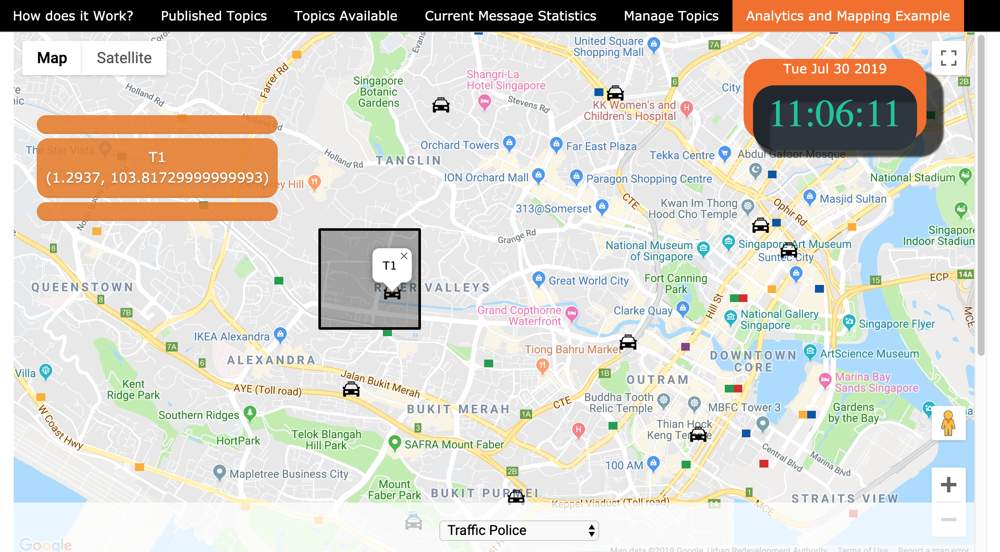 How does it Work?
Published Topics
Topics Available
Current Message Statistics
Manage Topics
Analytics and Mapping Example
Map
Satellite
Tue Jul 30 2019
11:06:11
T1
(1.2937, 103.81729999999993)
Farrer Rd
Holland Rd
Holland Rd
Holland Rd
Evans
Singapore
Botanic
Gardens
Shangri-La
Hotel Singapore
Stevens Rd
United Square
Shopping Mall
7A
6
2B
City
KK Women's and
Children's Hospital
Orchard Towers
Far East Plaza
Tekka Centre
Abdul Gafoor Mosque
The Star Vista
TANGLIN
ION Orchard Mall
Paragon Shopping Centre
National Stadium
Dempsey Hill
North Buona Vista Rd
CTE
313@Somerset
Kwan Im Thong
Hood Cho Temple
Ophir Rd
Masjid Sultan
Grange Rd
Singapore
Indoor Stadium
National Museum
of Singapore
Singapore Art Museum
Suntec City
8
T1
QUEENSTOWN
RIVER VALLEYS
Great World City
Fort Canning
Park
15
ECP
14A
8
7B
Hill St
MCE
Grand Copthorne
Waterfront
Clarke Quay
National Gallery
Singapore
Singapore Flyer
IKEA Alexandra
7A
6
ALEXANDRA
Tiong Bahru Market
DOWNTOWN
CORE
ArtScience Museum
Villa
Kent
Ridge Park
Jalan Bukit Merah
AYE (Toll road)
1B
OUTRAM
Marina Bay
Sands Singapore
W Coast Hwy
Southern Ridges
BUKIT MERAH
CTE
1A
Buddha Tooth
Relic Temple
MBFC Tower 3
Gardens
by the Bay
3
HortPark
Telok Blangah
Hill Park
SAFRA Mount Faber
Thian Hock
Keng Temple
Central Blvd
Marina Blvd
100 AM
Mapletree Business City
2B
Mount
Faber Park
BUKIT PURMEI
Keppel Viaduct (Toll road)
1A
1
MCE
STRAITS VIEW
Traffic Police
Google
Map data ©2019 Google, Urban Redevelopment Authority
Terms of Use
Report a map error